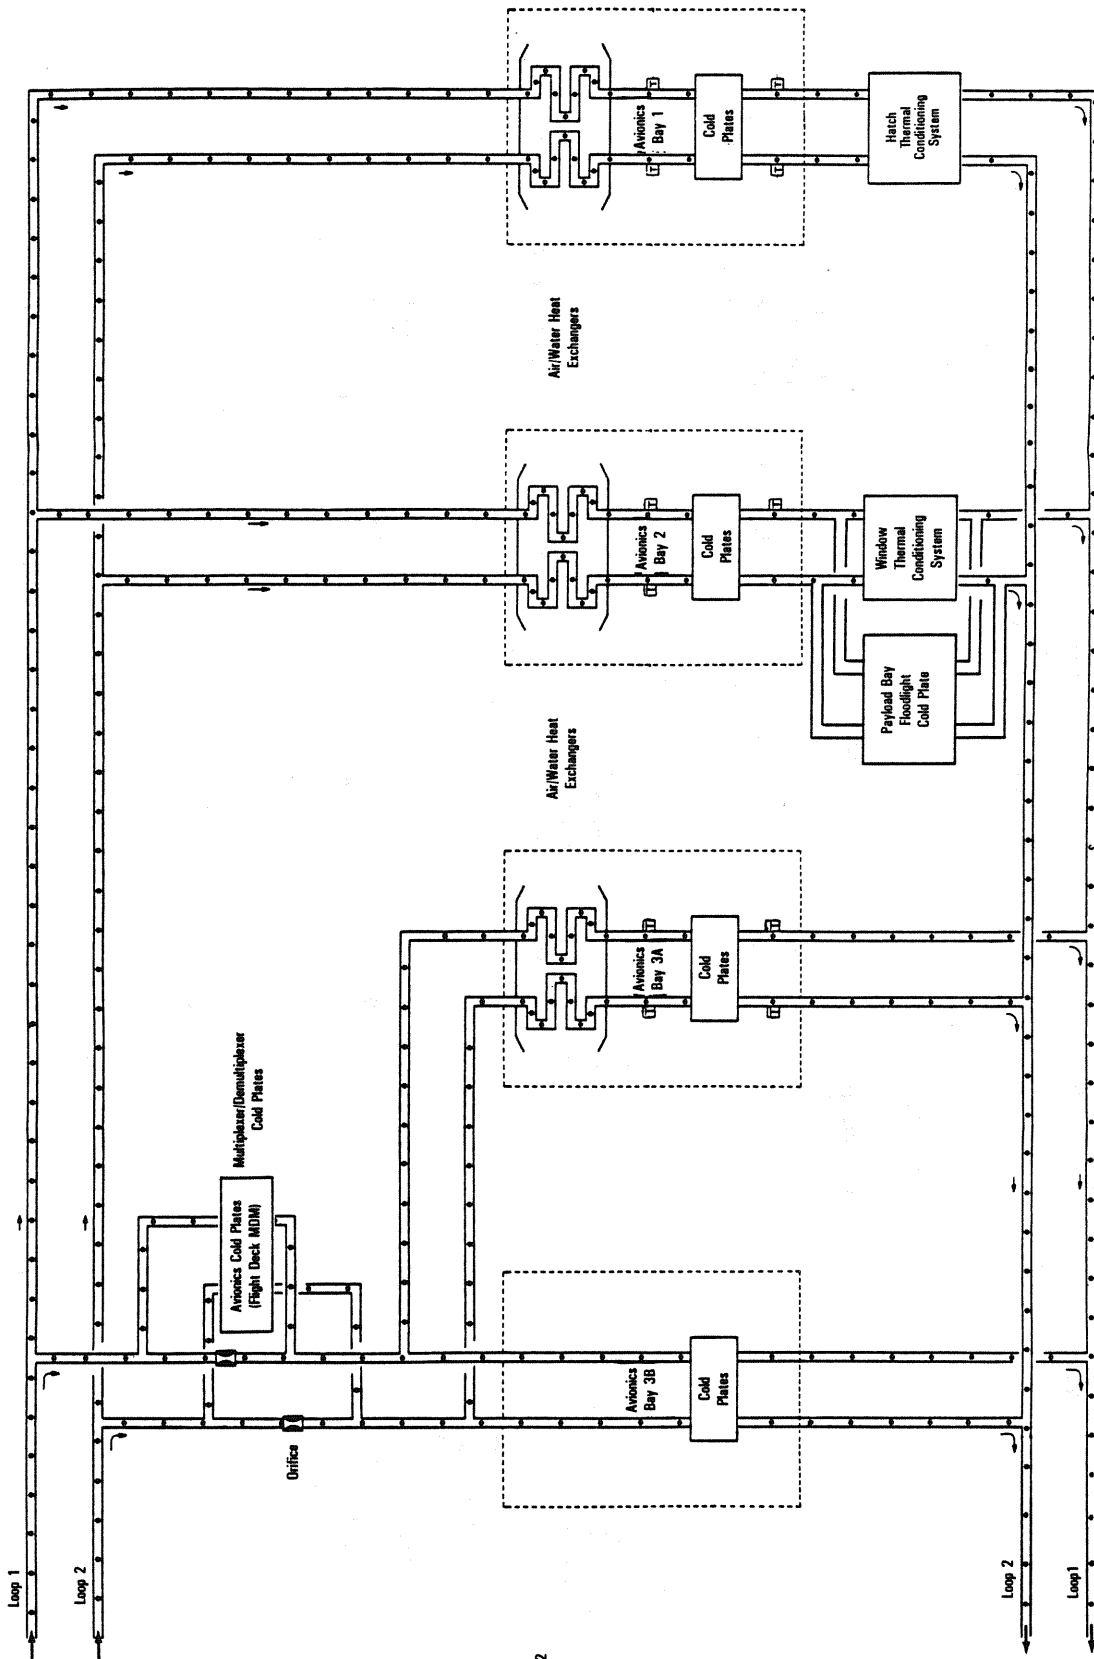 Loop 1
Loop 2
Orifice
Avionics Cold Plates
(Flight Deck MDM)
Multiplexer/Demultiplexer
Cold Plates
Avionics
Bay 3B
Cold
Plates
Avionics
Bay 3A
T
T
Cold
Plates
T
T
Air/Water Heat
Exchangers
Avionics
Bay 2
T
T
Cold
Plates
T
Payload Bay
Floodlight
Cold Plate
Window
Thermal
Conditioning
System
Air/Water Heat
Exchangers
Avionics
Bay 1
T
T
Cold
Plates
T
T
Hatch
Thermal
Conditioning
System
Loop 2
Loop1
2